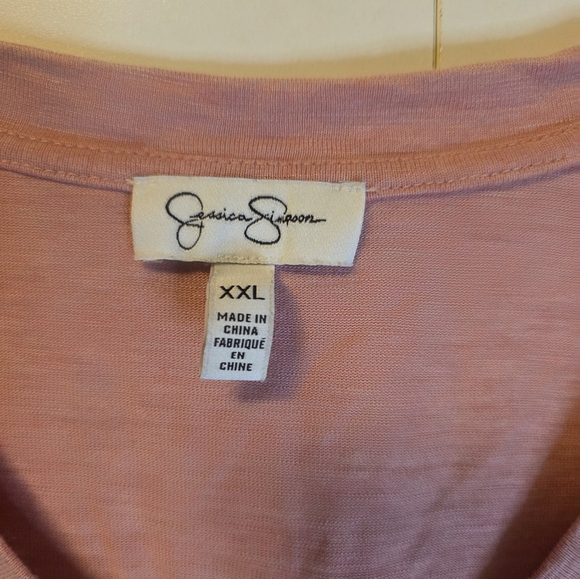 Jessica Simpson
XXL
MADE IN
CHINA
FABRIQUÉ
EN
CHINE